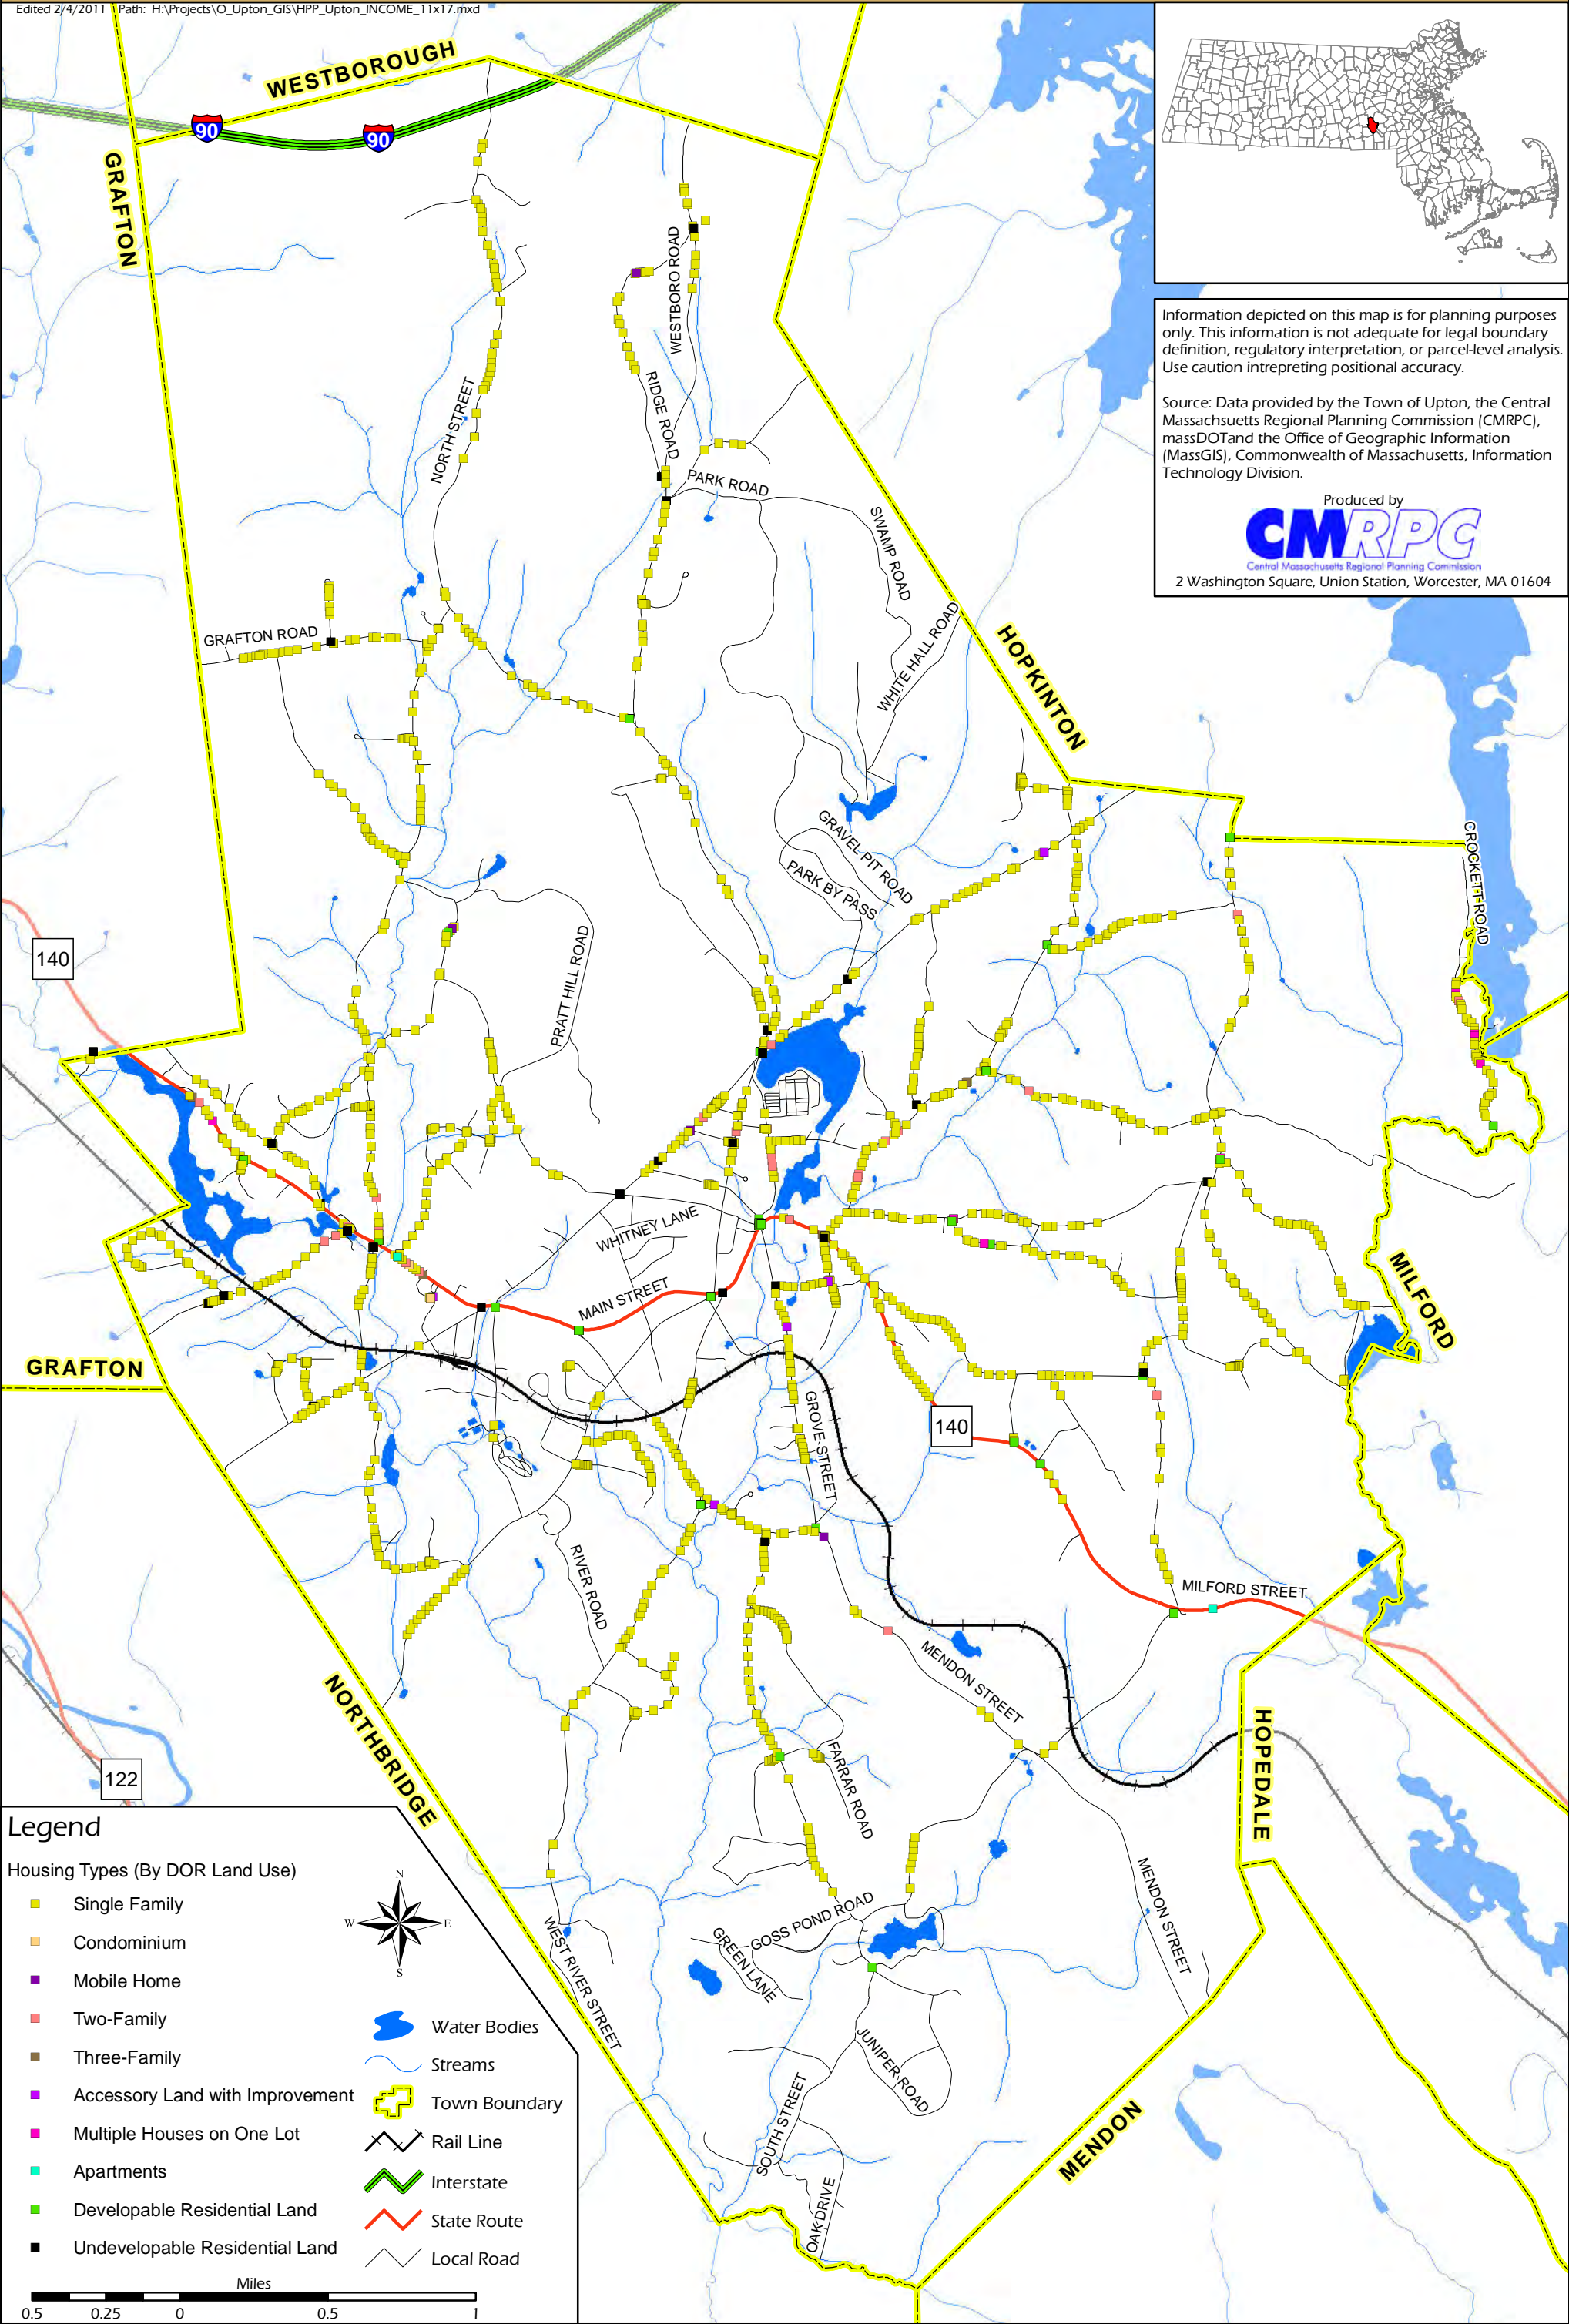 Edited 2/4/2011 Path: H:\Projects\O_Upton_GIS\HPP_Upton_INCOME_11x17.mxd
WESTBOROUGH
90
90
GRAFTON
WESTBORO ROAD
RIDGE ROAD
NORTH STREET
PARK ROAD
SWAMP ROAD
WHITE HALL ROAD
GRAFTON ROAD
HOPKINTON
Information depicted on this map is for planning purposes
only. This information is not adequate for legal boundary
definition, regulatory interpretation, or parcel-level analysis.
Use caution intrepreting positional accuracy.
Source: Data provided by the Town of Upton, the Central
Massachsuetts Regional Planning Commission (CMRPC),
massDOTand the Office of Geographic Information
(MassGIS), Commonwealth of Massachusetts, Information
Technology Division.
Produced by
CMRPC
Central Massachusetts Regional Planning Commission
2 Washington Square, Union Station, Worcester, MA 01604
GRAVEL PIT ROAD
PARK BY PASS
CROCKETT ROAD
140
PRATT HILL ROAD
WHITNEY LANE
MAIN STREET
MILFORD
GRAFTON
GROVE STREET
140
RIVER ROAD
MILFORD STREET
MENDON STREET
NORTHBRIDGE
HOPEDALE
FARRAR ROAD
122
MENDON STREET
GOSS POND ROAD
GREEN LANE
WEST RIVER STREET
JUNIPER ROAD
SOUTH STREET
OAK DRIVE
MENDON
Legend
Housing Types (By DOR Land Use)
Single Family
Condominium
Mobile Home
Two-Family
Three-Family
Accessory Land with Improvement
Multiple Houses on One Lot
Apartments
Developable Residential Land
Undevelopable Residential Land
N
W E
S
Water Bodies
Streams
Town Boundary
Rail Line
Interstate
State Route
Local Road
Miles
0.5 0.25 0 0.5 1